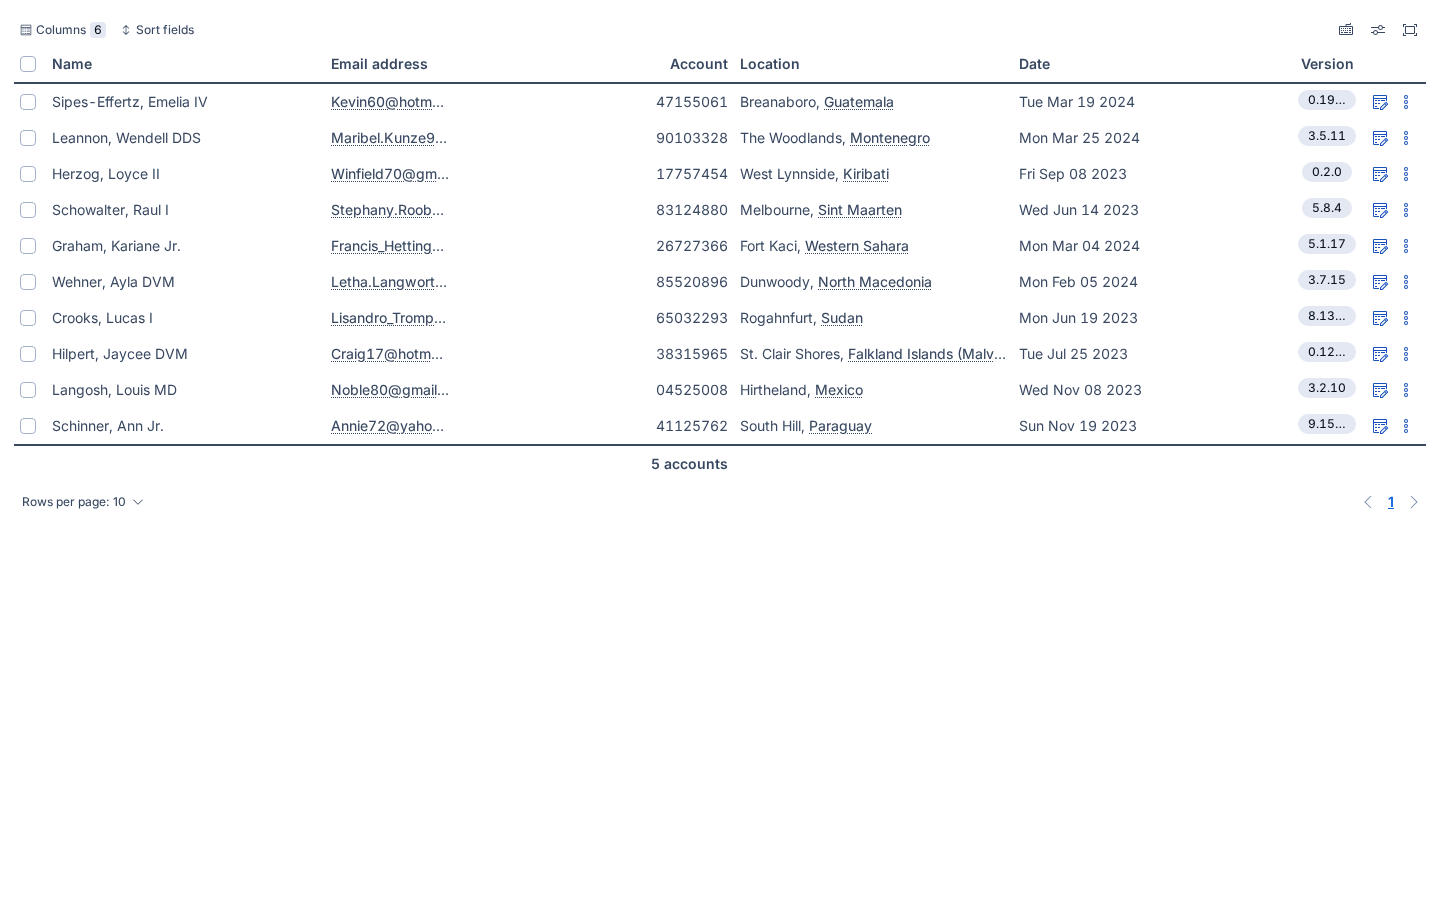 Columns 6 Sort fields
Name Email address Account Location Date Version
Sipes-Effertz, Emelia IV Kevin60@hotm... 47155061 Breanaboro, Guatemala Tue Mar 19 2024 0.19...
Leannon, Wendell DDS Maribel.Kunze9... 90103328 The Woodlands, Montenegro Mon Mar 25 2024 3.5.11
Herzog, Loyce II Winfield70@gm... 17757454 West Lynnside, Kiribati Fri Sep 08 2023 0.2.0
Schowalter, Raul I Stephany.Roob... 83124880 Melbourne, Sint Maarten Wed Jun 14 2023 5.8.4
Graham, Kariane Jr. Francis_Hetting... 26727366 Fort Kaci, Western Sahara Mon Mar 04 2024 5.1.17
Wehner, Ayla DVM Letha.Langwort... 85520896 Dunwoody, North Macedonia Mon Feb 05 2024 3.7.15
Crooks, Lucas I Lisandro_Tromp... 65032293 Rogahnfurt, Sudan Mon Jun 19 2023 8.13...
Hilpert, Jaycee DVM Craig17@hotm... 38315965 St. Clair Shores, Falkland Islands (Malv... Tue Jul 25 2023 0.12...
Langosh, Louis MD Noble80@gmail... 04525008 Hirtheland, Mexico Wed Nov 08 2023 3.2.10
Schinner, Ann Jr. Annie72@yaho... 41125762 South Hill, Paraguay Sun Nov 19 2023 9.15...
5 accounts
Rows per page: 10 1